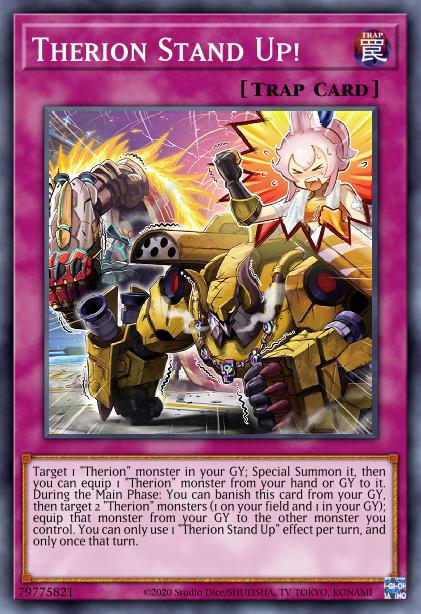 THERION STAND UP!
TRAP
罠
[TRAP CARD]
Target 1 "Therion" monster in your GY; Special Summon it, then
you can equip 1 "Therion" monster from your hand or GY to it.
During the Main Phase: You can banish this card from your GY,
then target 2 "Therion" monsters (1 on your field and 1 in your GY);
equip that monster from your GY to the other monster you
control. You can only use 1 "Therion Stand Up" effect per turn, and
only once that turn.
79775821
©2020 Studio Dice/SHUEISHA, TV TOKYO, KONAMI